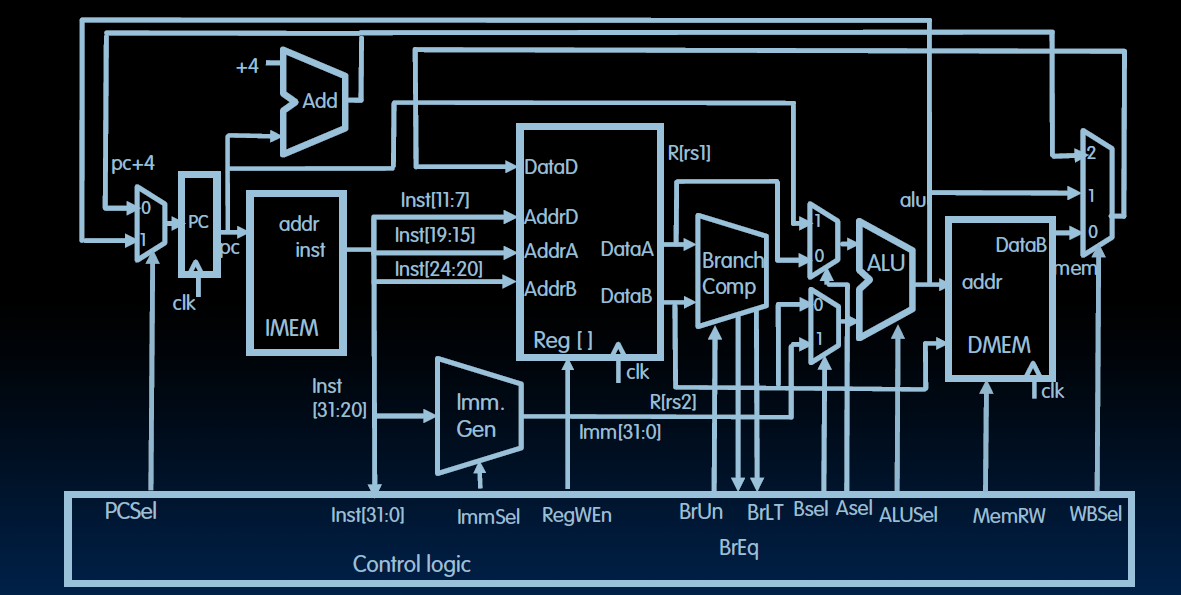 +4
Add
pc+4
0
1
PC
pc
clk
addr
inst
IMEM
Inst[11:7]
Inst[19:15]
Inst[24:20]
DataD
AddrD
AddrA
AddrB
DataA
DataB
Reg [ ]
clk
R[rs1]
Branch
Comp
1
0
0
1
ALU
alu
DataB
addr
DMEM
clk
mem
2
1
0
Inst
[31:20]
Imm.
Gen
R[rs2]
Imm[31:0]
PCSel
Inst[31:0]
ImmSel
RegWEn
BrUn
BrEq
BrLT
Bsel
Asel
ALUSel
MemRW
WBSel
Control logic